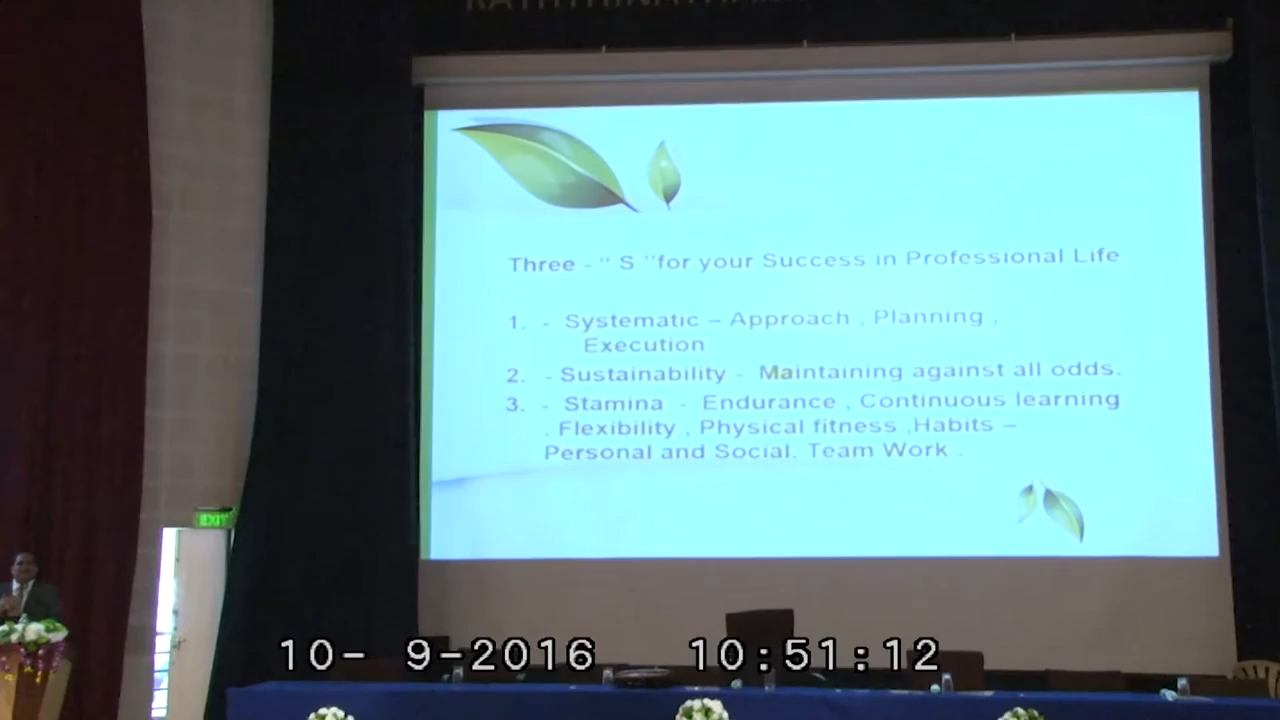 Three - “ S ”for your Success in Professional Life
1. - Systematic – Approach , Planning ,
Execution
2. - Sustainability - Maintaining against all odds.
3. - Stamina - Endurance , Continuous learning
, Flexibility , Physical fitness ,Habits –
Personal and Social. Team Work .
EXIT
10- 9-2016 10:51:12